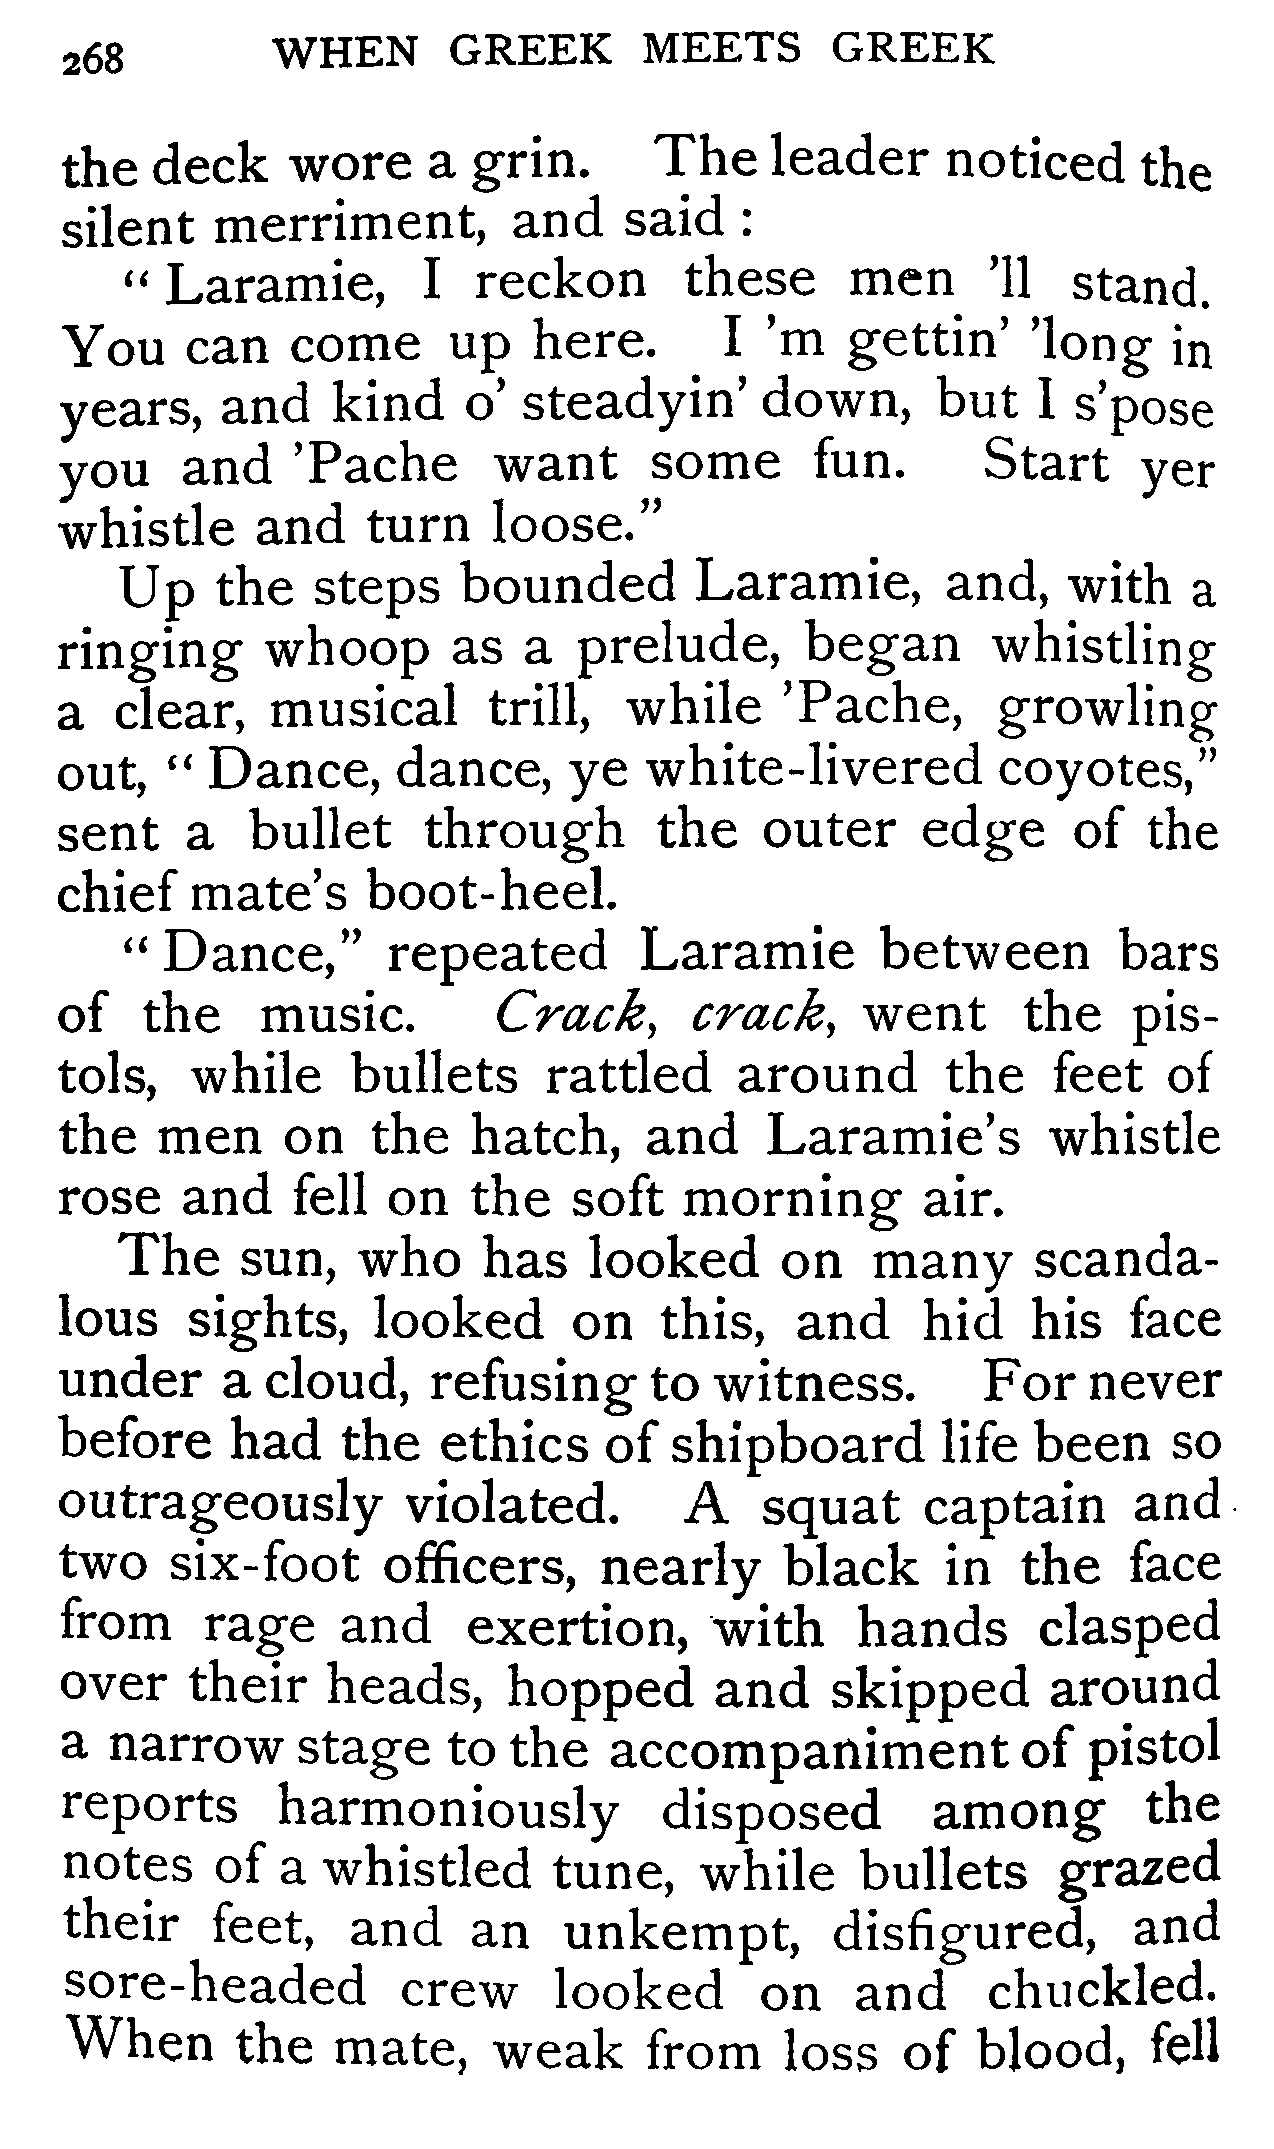 268 WHEN GREEK MEETS GREEK
the deck wore a grin. The leader noticed the
silent merriment, and said :
" Laramie, I reckon these men 'll stand.
You can come up here. I 'm gettin' 'long in
years, and kind o' steadyin' down, but I s'pose
you and 'Pache want some fun. Start yer
whistle and turn loose."
Up the steps bounded Laramie, and, with a
ringing whoop as a prelude, began whistling
a clear, musical trill, while 'Pache, growling
out, " Dance, dance, ye white-livered coyotes,"
sent a bullet through the outer edge of the
chief mate's boot-heel.
" Dance," repeated Laramie between bars
of the music. Crack, crack, went the pis-
tols, while bullets rattled around the feet of
the men on the hatch, and Laramie's whistle
rose and fell on the soft morning air.
The sun, who has looked on many scanda-
lous sights, looked on this, and hid his face
under a cloud, refusing to witness. For never
before had the ethics of shipboard life been so
outrageously violated. A squat captain and
two six-foot officers, nearly black in the face
from rage and exertion, with hands clasped
over their heads, hopped and skipped around
a narrow stage to the accompaniment of pistol
reports harmoniously disposed among the
notes of a whistled tune, while bullets grazed
their feet, and an unkempt, disfigured, and
sore-headed crew looked on and chuckled.
When the mate, weak from loss of blood, fell